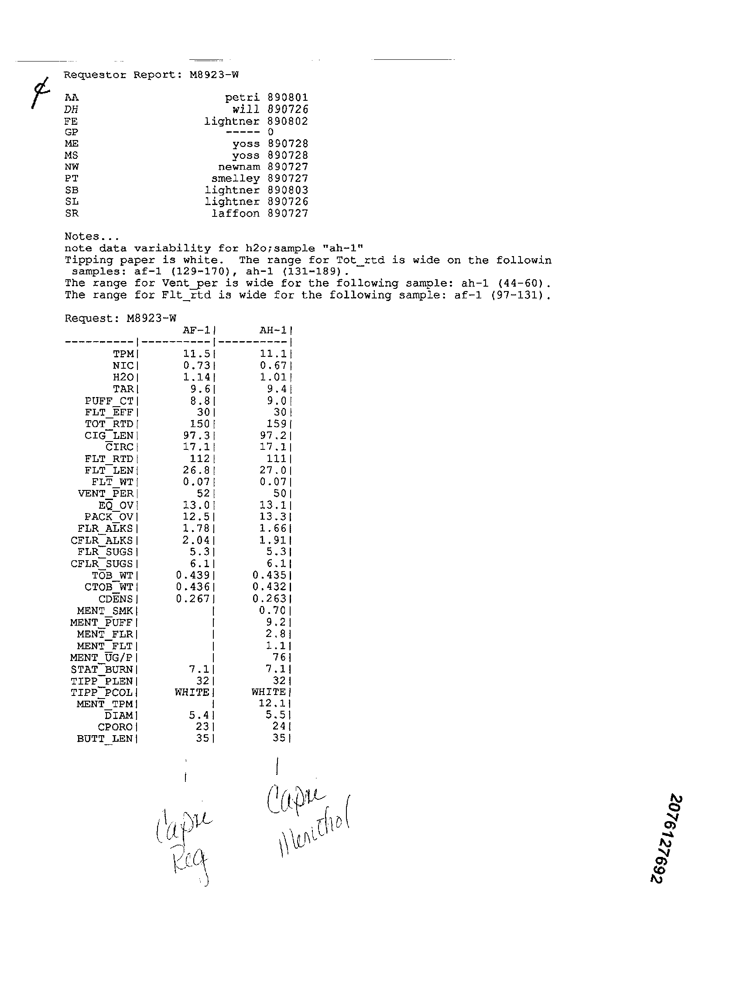 Requestor Report: M8923-W
AA petri 890801
DH will 890726
FE lightner 890802
GP ----- 0
ME yoss 890728
MS yoss 890728
NW newnam 890727
PT smelley 890727
SB lightner 890803
SL lightner 890726
SR laffoon 890727
Notes...
note data variability for h2o;sample "ah-1"
Tipping paper is white. The range for Tot_rtd is wide on the followin
samples: af-1 (129-170), ah-1 (131-189).
The range for Vent_per is wide for the following sample: ah-1 (44-60).
The range for Flt_rtd is wide for the following sample: af-1 (97-131).
Request: M8923-W
AF-1| AH-1|
----------|----------|----------|
TPM| 11.5| 11.1|
NIC| 0.73| 0.67|
H2O| 1.14| 1.01|
TAR| 9.6| 9.4|
PUFF_CT| 8.8| 9.0|
FLT_EFF| 30| 30|
TOT_RTD| 150| 159|
CIG_LEN| 97.3| 97.2|
CIRC| 17.1| 17.1|
FLT_RTD| 112| 111|
FLT_LEN| 26.8| 27.0|
FLT_WT| 0.07| 0.07|
VENT_PER| 52| 50|
EQ_OV| 13.0| 13.1|
PACK_OV| 12.5| 13.3|
FLR_ALKS| 1.78| 1.66|
CFLR_ALKS| 2.04| 1.91|
FLR_SUGS| 5.3| 5.3|
CFLR_SUGS| 6.1| 6.1|
TOB_WT| 0.439| 0.435|
CTOB_WT| 0.436| 0.432|
CDENS| 0.267| 0.263|
MENT_SMK| | 0.70|
MENT_PUFF| | 9.2|
MENT_FLR| | 2.8|
MENT_FLT| | 1.1|
MENT_UG/P| | 76|
STAT_BURN| 7.1| 7.1|
TIPP_PLEN| 32| 32|
TIPP_PCOL| WHITE| WHITE|
MENT_TPM| | 12.1|
DIAM| 5.4| 5.5|
CPORO| 23| 24|
BUTT_LEN| 35| 35|
Capri
Reg
Capri
Menthol
2076127692